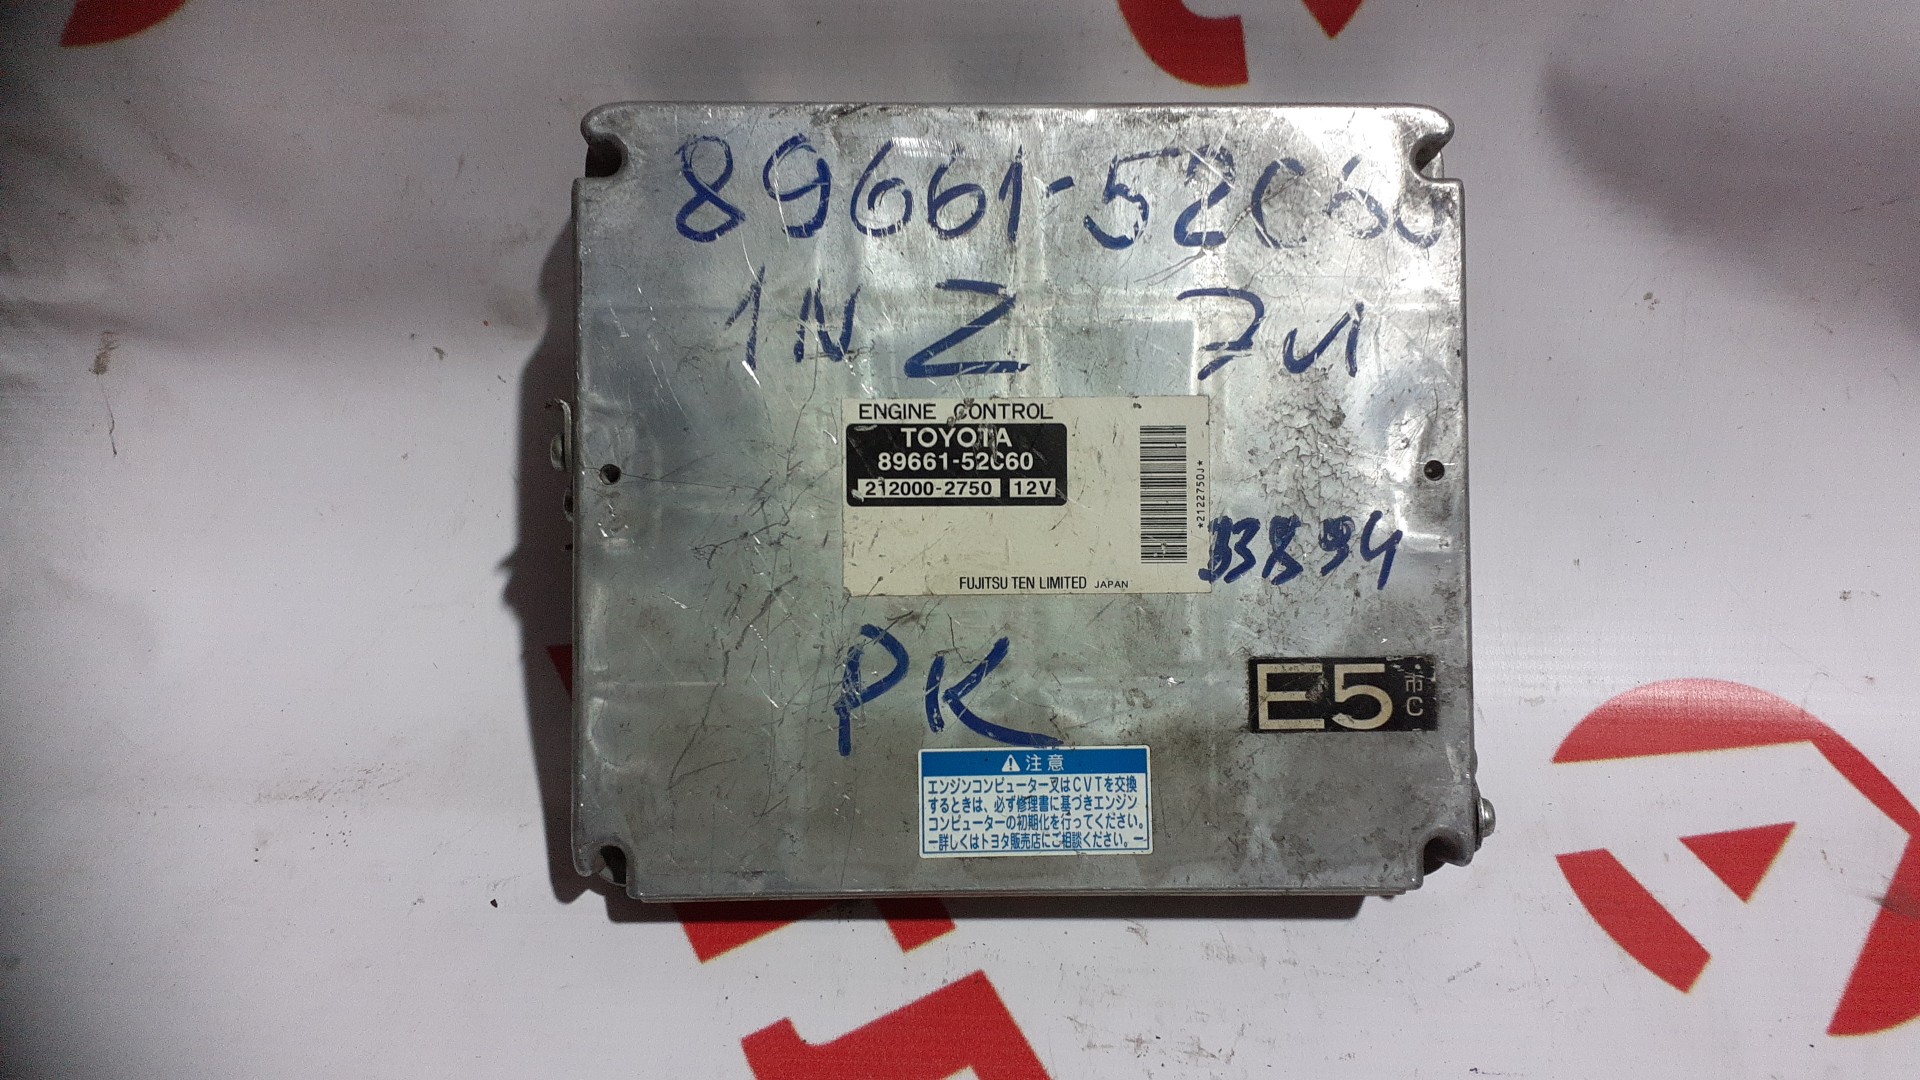 89661-52C60
1NZ
ENGINE CONTROL
TOYOTA
89661-52C60
212000-2750 12V
*2122750J*
FUJITSU TEN LIMITED JAPAN
33894
PK
E5 市 C
⚠注意
エンジンコンピューター又はCVTを交換
するときは、必ず修理書に基づきエンジン
コンピューターの初期化を行ってください。
ー詳しくはトヨタ販売店にご相談ください。ー